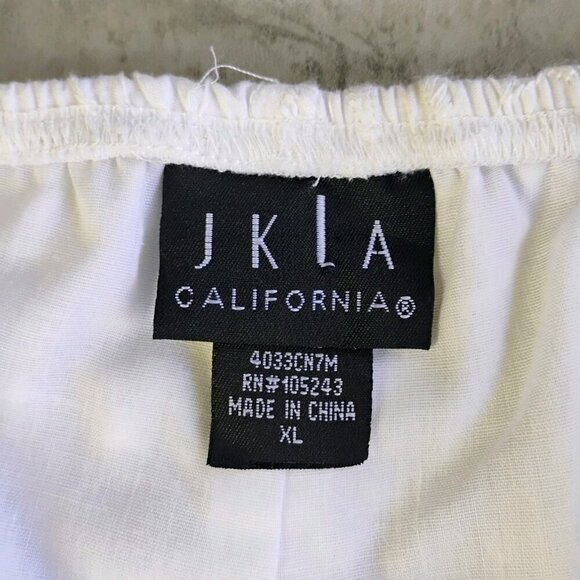 JKLA
CALIFORNIA®
4033CN7M
RN#105243
MADE IN CHINA
XL